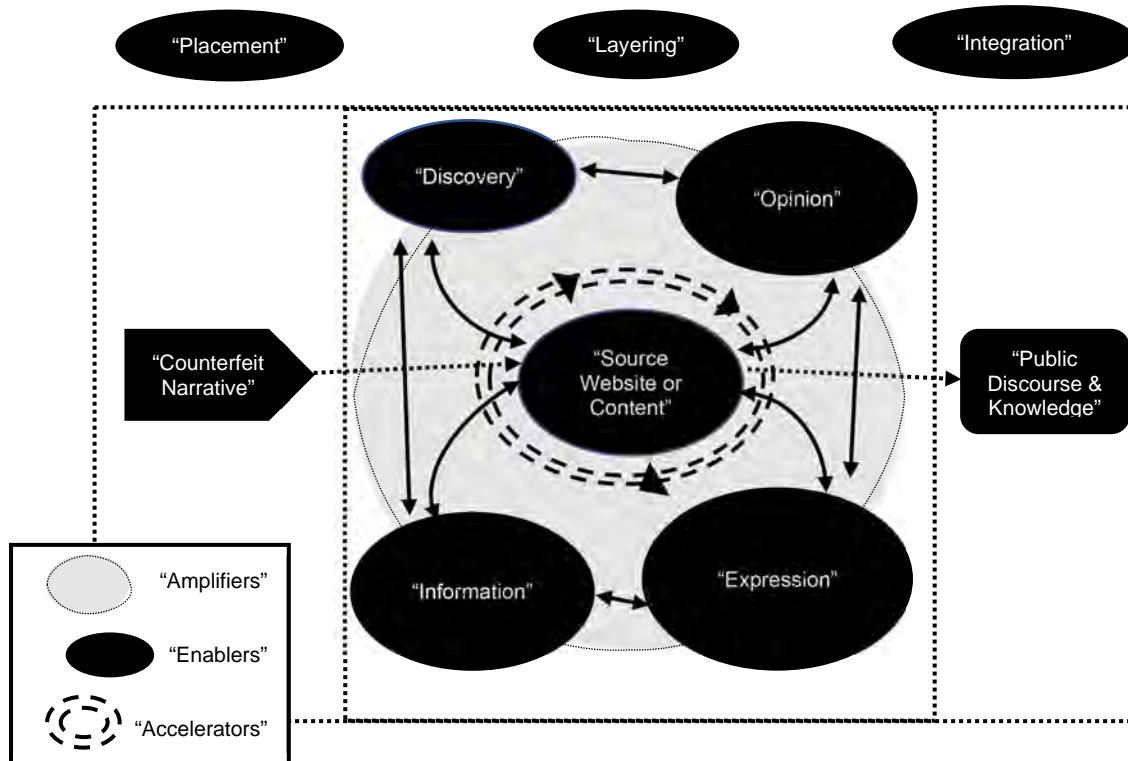 “Placement”
“Layering”
“Integration”
“Discovery”
“Opinion”
“Counterfeit
Narrative”
“Source
Website or
Content”
“Public
Discourse &
Knowledge”
“Information”
“Expression”
“Amplifiers”
“Enablers”
“Accelerators”